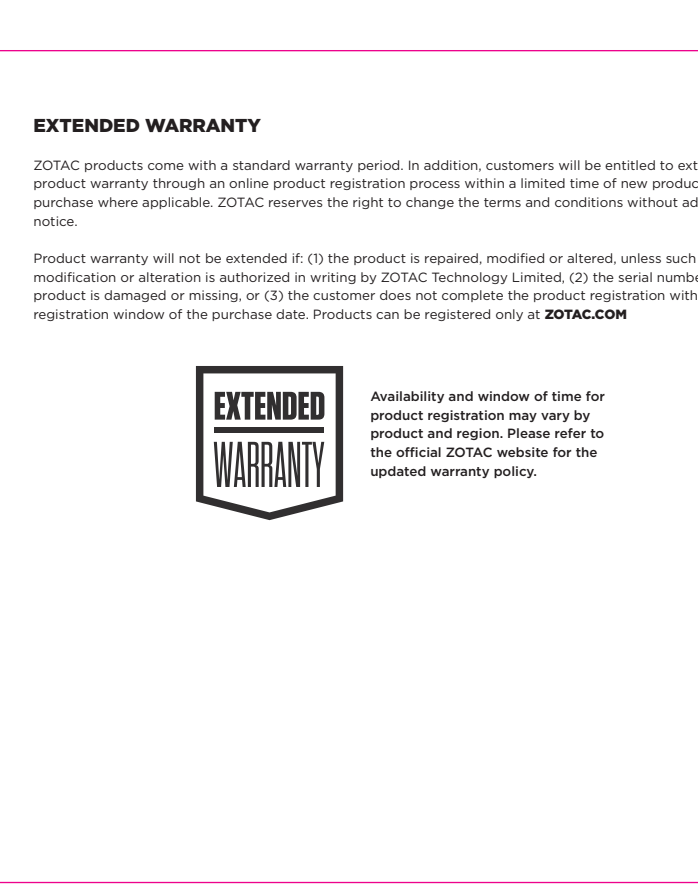 EXTENDED WARRANTY
ZOTAC products come with a standard warranty period. In addition, customers will be entitled to
product warranty through an online product registration process within a limited time of new
purchase where applicable. ZOTAC reserves the right to change the terms and conditions without
notice.
Product warranty will not be extended if: (1) the product is repaired, modified or altered, unless such
modification or alteration is authorized in writing by ZOTAC Technology Limited, (2) the serial
product is damaged or missing, or (3) the customer does not complete the product registration
registration window of the purchase date. Products can be registered only at ZOTAC.COM
EXTENDED
WARRANTY
Availability and window of time for
product registration may vary by
product and region. Please refer to
the official ZOTAC website for the
updated warranty policy.